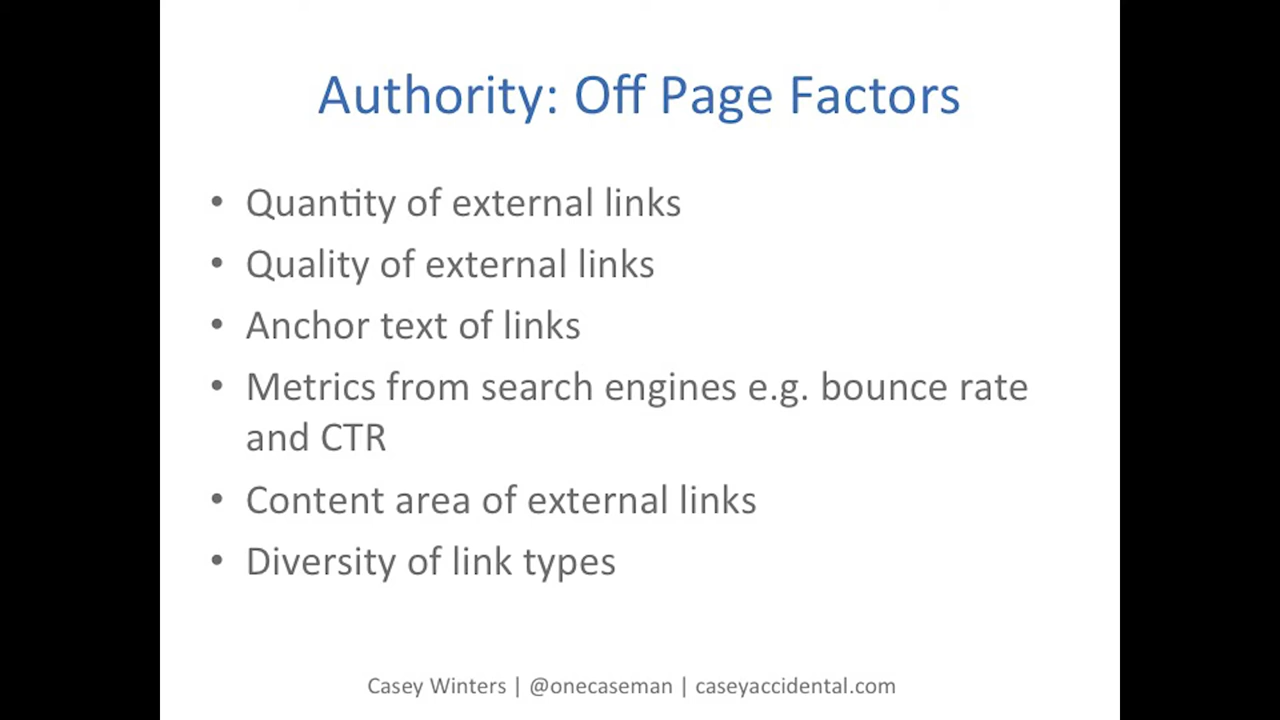 Authority: Off Page Factors
• Quantity of external links
• Quality of external links
• Anchor text of links
• Metrics from search engines e.g. bounce rate
and CTR
• Content area of external links
• Diversity of link types
Casey Winters | @onecaseman | caseyaccidental.com